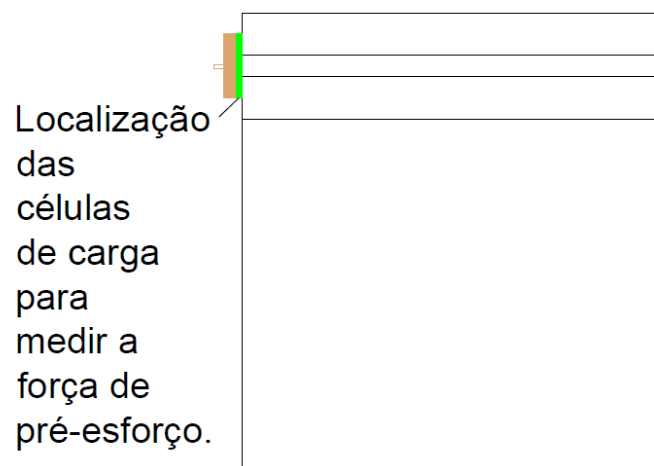 Localização
das
células
de carga
para
medir a
força de
pré-esforço.